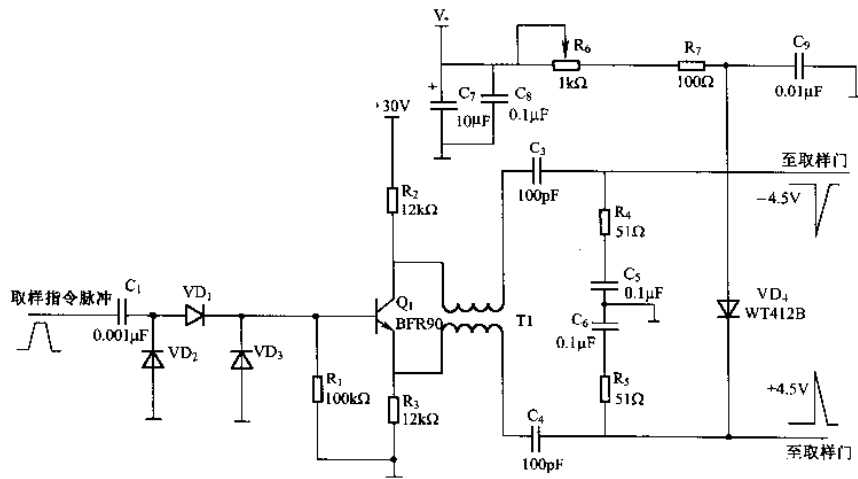 V+
R6
1kΩ
R7
100Ω
C9
0.01μF
+
C7
10μF
C8
0.1μF
+30V
C3
100pF
至取样门
R2
12kΩ
R4
51Ω
−4.5V
取样指令脉冲
C1
0.001μF
VD1
Q1
BFR90
T1
C5
0.1μF
C6
0.1μF
VD4
WT412B
VD2
VD3
R1
100kΩ
R3
12kΩ
R5
51Ω
+4.5V
C4
100pF
至取样门